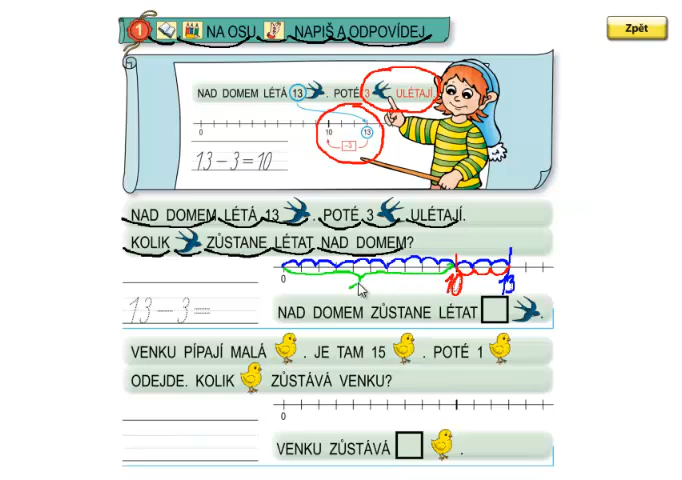 1 NA OSU NAPIŠ A ODPOVÍDEJ
Zpět
NAD DOMEM LÉTÁ 13 . POTÉ 3 ULÉTAJÍ
0 10 13
-3
13-3=10
NAD DOMEM LÉTÁ 13 . POTÉ 3 ULÉTAJÍ.
KOLIK ZŮSTANE LÉTAT NAD DOMEM?
0 10 13
13-3=
NAD DOMEM ZŮSTANE LÉTAT .
VENKU PÍPAJÍ MALÁ . JE TAM 15 . POTÉ 1
ODEJDE. KOLIK ZŮSTÁVÁ VENKU?
0
VENKU ZŮSTÁVÁ .